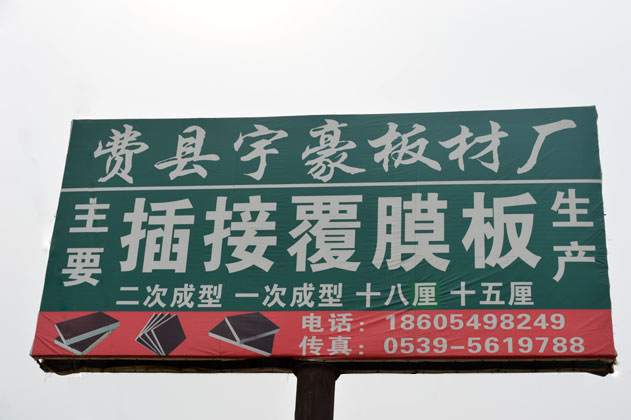 费县宇豪板材厂
主要 插接覆膜板 生产
二次成型 一次成型 十八厘 十五厘
电话：18605498249
传真：0539-5619788